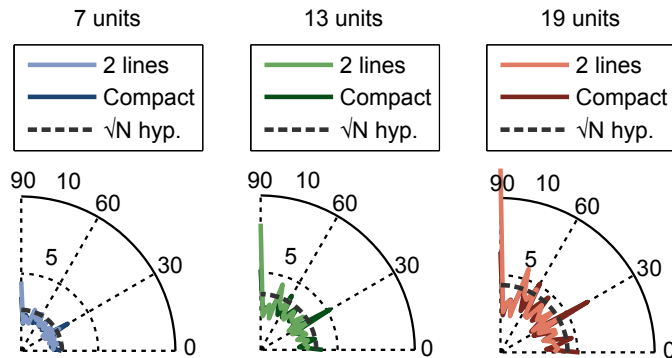 7 units
13 units
19 units
2 lines
Compact
√N hyp.
2 lines
Compact
√N hyp.
2 lines
Compact
√N hyp.
90
10
60
5
30
0
90
10
60
5
30
0
90
10
60
5
30
0